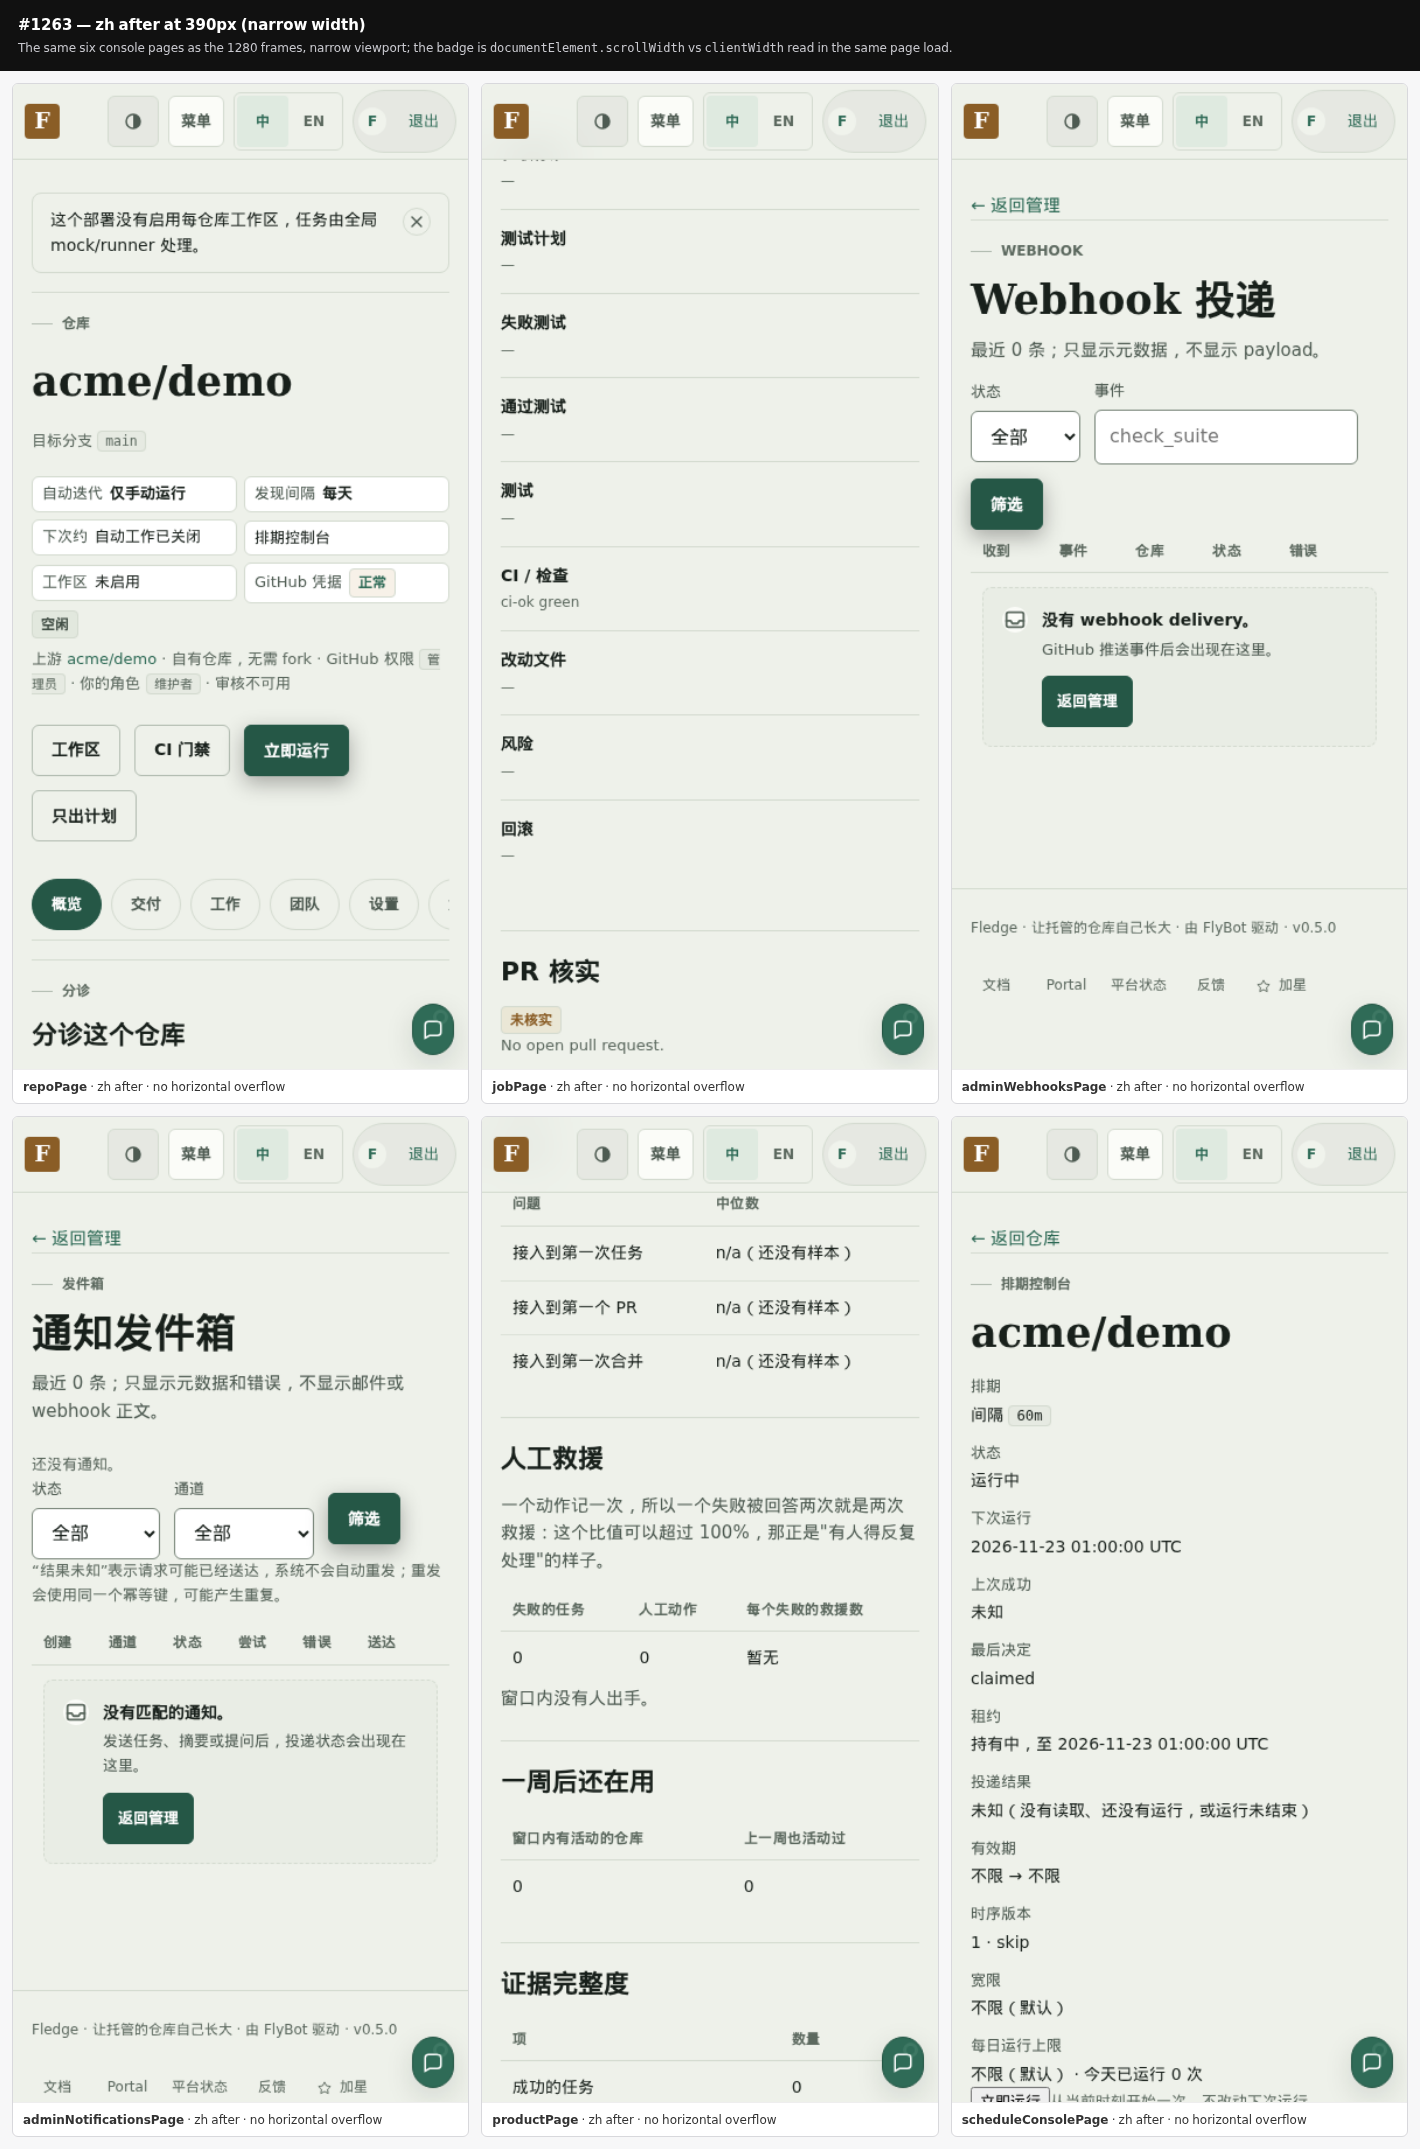 #1263 — zh after at 390px (narrow width)
The same six console pages as the 1280 frames, narrow viewport; the badge is documentElement.scrollWidth vs clientWidth read in the same page load.
F
菜单
中
EN
F
退出
这个部署没有启用每仓库工作区，任务由全局
mock/runner 处理。
仓库
acme/demo
目标分支 main
自动迭代 仅手动运行
发现间隔 每天
下次约 自动工作已关闭
排期控制台
工作区 未启用
GitHub 凭据 正常
空闲
上游 acme/demo · 自有仓库，无需 fork · GitHub 权限 管
理员 · 你的角色 维护者 · 审核不可用
工作区
CI 门禁
立即运行
只出计划
概览
交付
工作
团队
设置
分诊
分诊这个仓库
repoPage · zh after · no horizontal overflow
F
菜单
中
EN
F
退出
—
测试计划
—
失败测试
—
通过测试
—
测试
—
CI / 检查
ci-ok green
改动文件
—
风险
—
回滚
—
PR 核实
未核实
No open pull request.
jobPage · zh after · no horizontal overflow
F
菜单
中
EN
F
退出
← 返回管理
WEBHOOK
Webhook 投递
最近 0 条；只显示元数据，不显示 payload。
状态
事件
全部
check_suite
筛选
收到 事件 仓库 状态 错误
没有 webhook delivery。
GitHub 推送事件后会出现在这里。
返回管理
Fledge · 让托管的仓库自己长大 · 由 FlyBot 驱动 · v0.5.0
文档 Portal 平台状态 反馈 加星
adminWebhooksPage · zh after · no horizontal overflow
F
菜单
中
EN
F
退出
← 返回管理
发件箱
通知发件箱
最近 0 条；只显示元数据和错误，不显示邮件或
webhook 正文。
还没有通知。
状态
通道
全部
全部
筛选
“结果未知”表示请求可能已经送达，系统不会自动重发；重发
会使用同一个幂等键，可能产生重复。
创建 通道 状态 尝试 错误 送达
没有匹配的通知。
发送任务、摘要或提问后，投递状态会出现在
这里。
返回管理
Fledge · 让托管的仓库自己长大 · 由 FlyBot 驱动 · v0.5.0
文档 Portal 平台状态 反馈 加星
adminNotificationsPage · zh after · no horizontal overflow
F
菜单
中
EN
F
退出
问题 中位数
接入到第一次任务 n/a（还没有样本）
接入到第一个 PR n/a（还没有样本）
接入到第一次合并 n/a（还没有样本）
人工救援
一个动作记一次，所以一个失败被回答两次就是两次
救援：这个比值可以超过 100%，那正是"有人得反复
处理"的样子。
失败的任务 人工动作 每个失败的救援数
0 0 暂无
窗口内没有人出手。
一周后还在用
窗口内有活动的仓库 上一周也活动过
0 0
证据完整度
项 数量
成功的任务 0
productPage · zh after · no horizontal overflow
F
菜单
中
EN
F
退出
← 返回仓库
排期控制台
acme/demo
排期
间隔 60m
状态
运行中
下次运行
2026-11-23 01:00:00 UTC
上次成功
未知
最后决定
claimed
租约
持有中，至 2026-11-23 01:00:00 UTC
投递结果
未知（没有读取、还没有运行，或运行未结束）
有效期
不限 → 不限
时序版本
1 · skip
宽限
不限（默认）
每日运行上限
不限（默认） · 今天已运行 0 次
立即运行 从当前时刻开始一次，不改动下次运行
scheduleConsolePage · zh after · no horizontal overflow